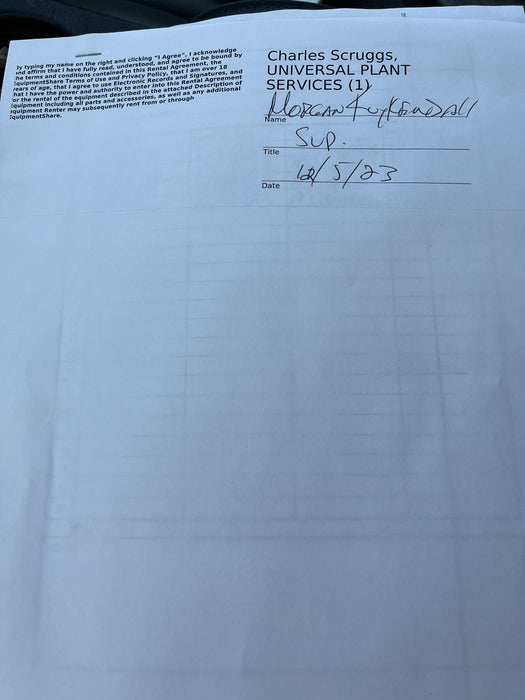 By typing my name on the right and clicking "I Agree", I acknowledge
and affirm that I have fully read, understood, and agree to be bound by
the terms and conditions contained in this Rental Agreement, the
EquipmentShare Terms of Use and Privacy Policy, that I am over 18
years of age, that I agree to use Electronic Records and Signatures, and
that I have the power and authority to enter into this Rental Agreement
for the rental of the equipment described in the attached Description of
Equipment including all parts and accessories, as well as any additional
equipment Renter may subsequently rent from or through
EquipmentShare.
Charles Scruggs,
UNIVERSAL PLANT
SERVICES (1)
Morgan Kuykendall
Name
Sup.
Title
12/5/23
Date